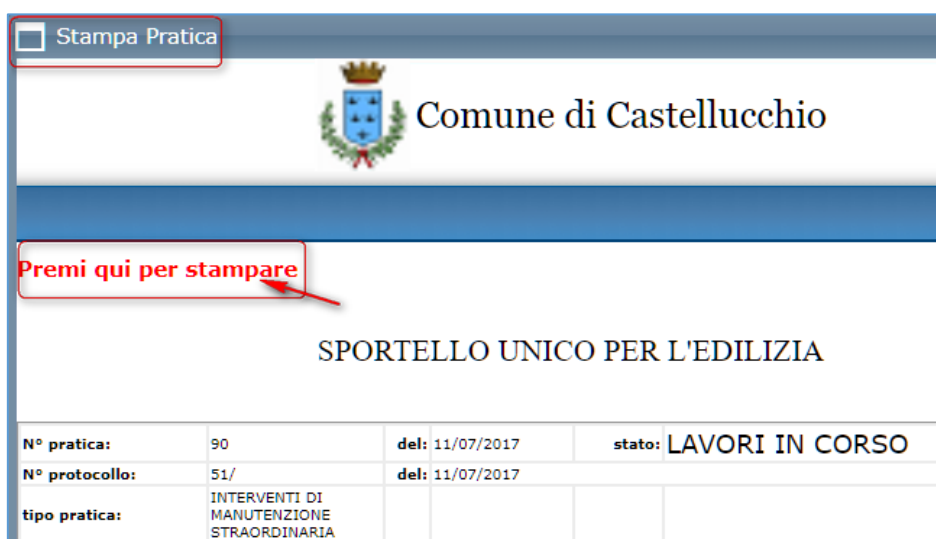 Stampa Pratica
Comune di Castellucchio
Premi qui per stampare
SPORTELLO UNICO PER L'EDILIZIA
N° pratica: 90 del: 11/07/2017 stato: LAVORI IN CORSO
N° protocollo: 51/ del: 11/07/2017
tipo pratica: INTERVENTI DI
MANUTENZIONE
STRAORDINARIA